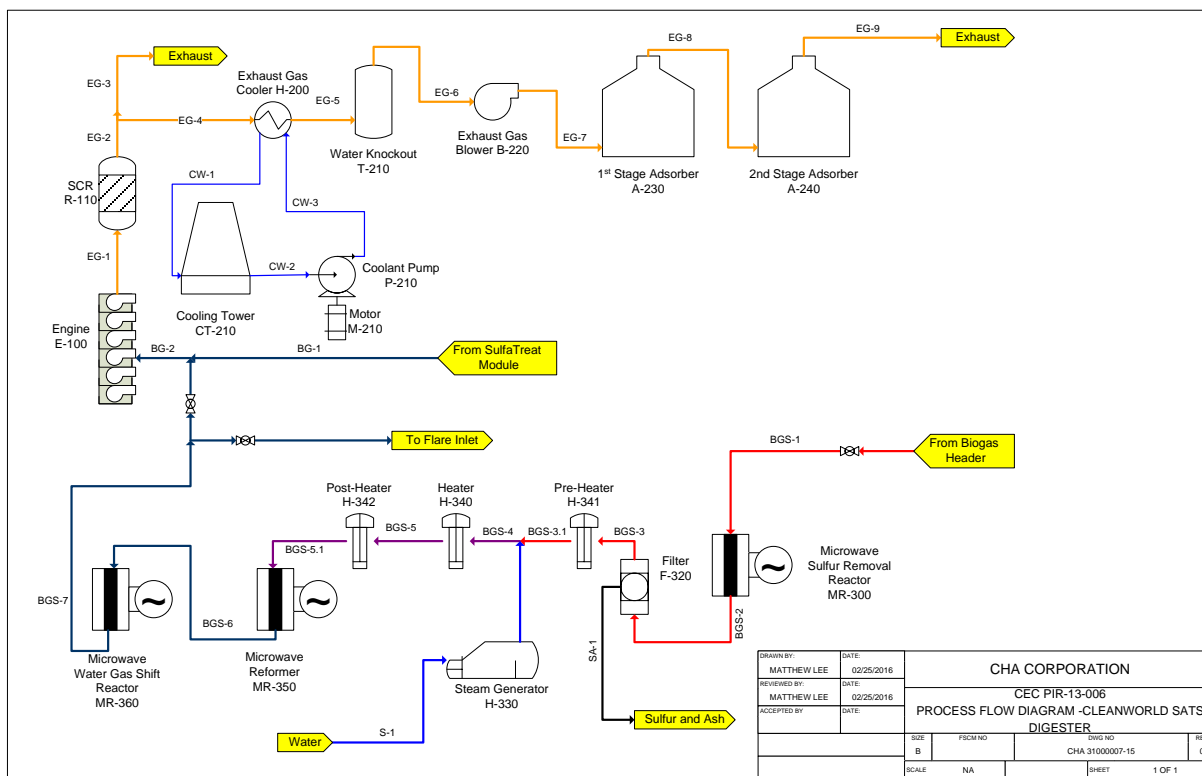 EG-9
EG-8
Exhaust
Exhaust
Exhaust Gas
Cooler H-200
EG-3
EG-5
EG-6
EG-4
EG-2
EG-7
Exhaust Gas
Blower B-220
Water Knockout
T-210
1st Stage Adsorber
A-230
2nd Stage Adsorber
A-240
SCR
R-110
CW-1
CW-3
EG-1
CW-2
Coolant Pump
P-210
Cooling Tower
CT-210
Motor
M-210
Engine
E-100
BG-2
BG-1
From SulfaTreat
Module
To Flare Inlet
BGS-1
From Biogas
Header
Post-Heater
H-342
Heater
H-340
Pre-Heater
H-341
BGS-5
BGS-4
BGS-3.1
BGS-3
BGS-5.1
Filter
F-320
Microwave
Sulfur Removal
Reactor
MR-300
BGS-7
BGS-6
BGS-2
SA-1
Microwave
Water Gas Shift
Reactor
MR-360
Microwave
Reformer
MR-350
Steam Generator
H-330
Water
S-1
Sulfur and Ash
DRAWN BY:
DATE:
MATTHEW LEE
02/25/2016
CHA CORPORATION
REVIEWED BY:
DATE:
MATTHEW LEE
02/25/2016
CEC PIR-13-006
PROCESS FLOW DIAGRAM -CLEANWORLD SATS
DIGESTER
ACCEPTED BY
DATE:
SIZE
FSCM NO
DWG NO
B
CHA 31000007-15
SCALE
NA
SHEET
1 OF 1